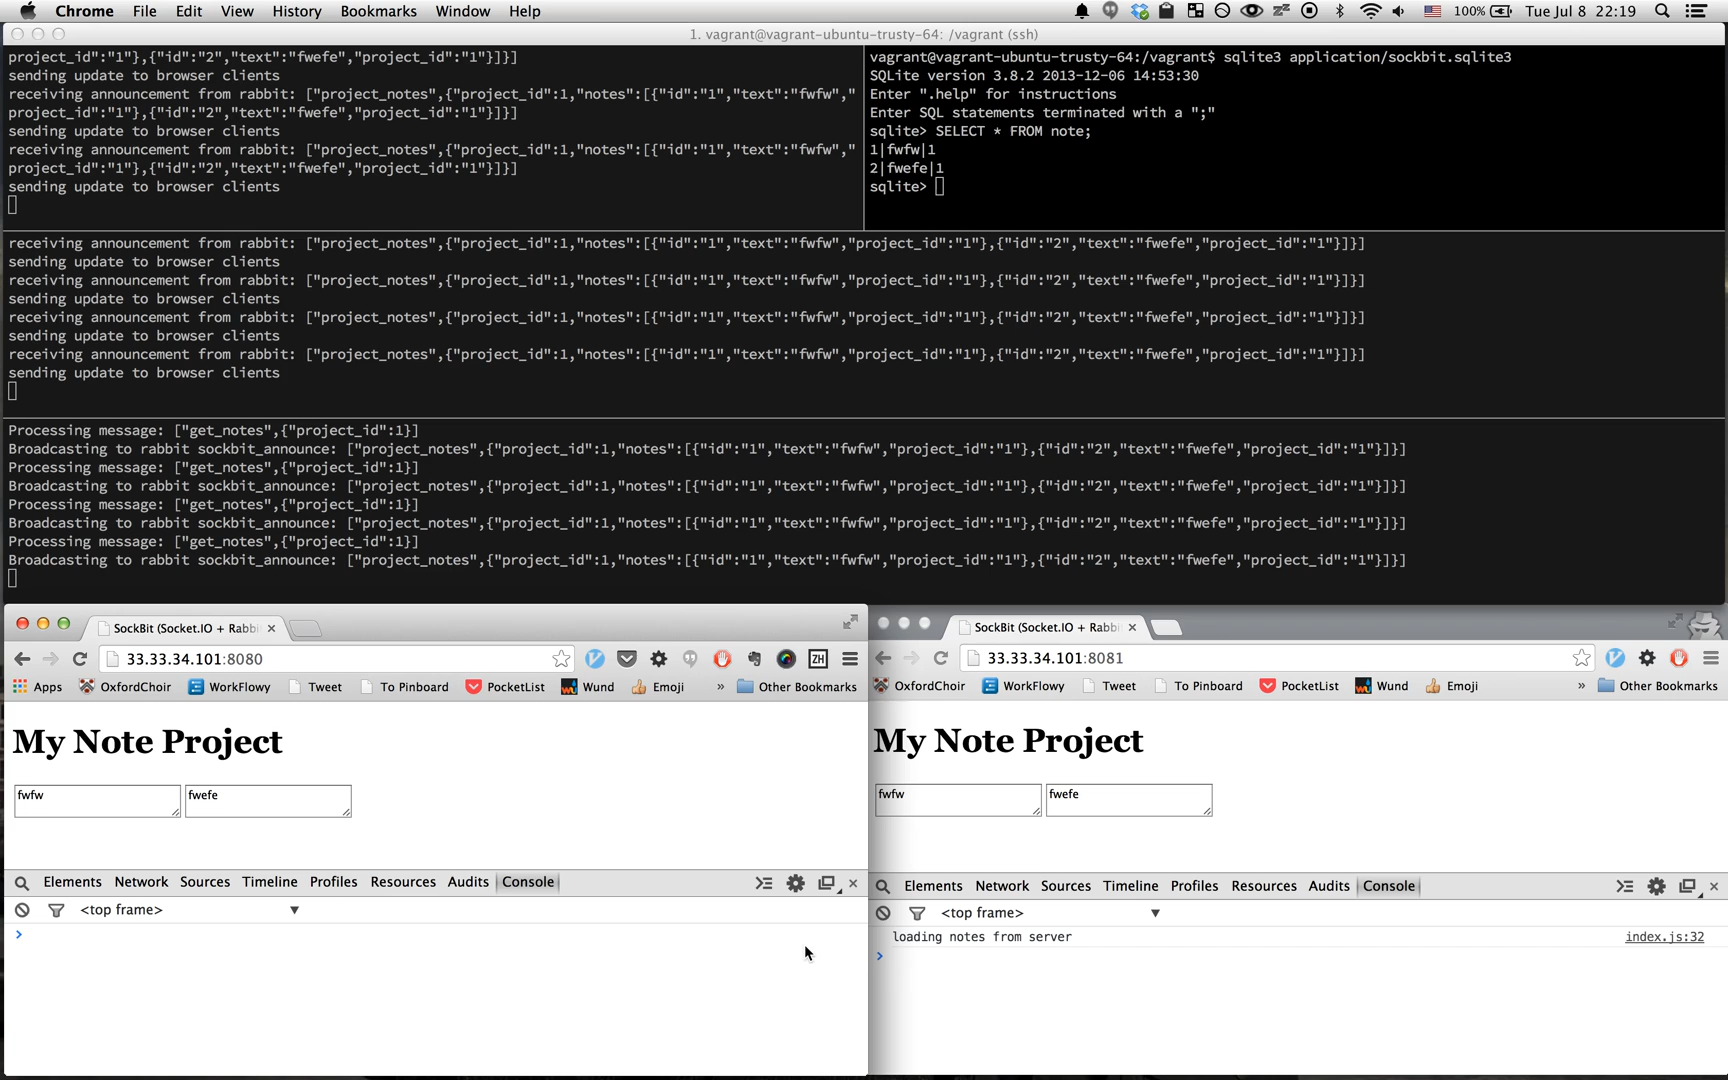 Chrome File Edit View History Bookmarks Window Help 100% Tue Jul 8 22:19
1. vagrant@vagrant-ubuntu-trusty-64: /vagrant (ssh)
project_id":"1"},{"id":"2","text":"fwefe","project_id":"1"}]}]
sending update to browser clients
receiving announcement from rabbit: ["project_notes",{"project_id":1,"notes":[{"id":"1","text":"fwfw","
project_id":"1"},{"id":"2","text":"fwefe","project_id":"1"}]}]
sending update to browser clients
receiving announcement from rabbit: ["project_notes",{"project_id":1,"notes":[{"id":"1","text":"fwfw","
project_id":"1"},{"id":"2","text":"fwefe","project_id":"1"}]}]
sending update to browser clients
vagrant@vagrant-ubuntu-trusty-64:/vagrant$ sqlite3 application/sockbit.sqlite3
SQLite version 3.8.2 2013-12-06 14:53:30
Enter ".help" for instructions
Enter SQL statements terminated with a ";"
sqlite> SELECT * FROM note;
1|fwfw|1
2|fwefe|1
sqlite>
receiving announcement from rabbit: ["project_notes",{"project_id":1,"notes":[{"id":"1","text":"fwfw","project_id":"1"},{"id":"2","text":"fwefe","project_id":"1"}]}]
sending update to browser clients
receiving announcement from rabbit: ["project_notes",{"project_id":1,"notes":[{"id":"1","text":"fwfw","project_id":"1"},{"id":"2","text":"fwefe","project_id":"1"}]}]
sending update to browser clients
receiving announcement from rabbit: ["project_notes",{"project_id":1,"notes":[{"id":"1","text":"fwfw","project_id":"1"},{"id":"2","text":"fwefe","project_id":"1"}]}]
sending update to browser clients
receiving announcement from rabbit: ["project_notes",{"project_id":1,"notes":[{"id":"1","text":"fwfw","project_id":"1"},{"id":"2","text":"fwefe","project_id":"1"}]}]
sending update to browser clients
Processing message: ["get_notes",{"project_id":1}]
Broadcasting to rabbit sockbit_announce: ["project_notes",{"project_id":1,"notes":[{"id":"1","text":"fwfw","project_id":"1"},{"id":"2","text":"fwefe","project_id":"1"}]}]
Processing message: ["get_notes",{"project_id":1}]
Broadcasting to rabbit sockbit_announce: ["project_notes",{"project_id":1,"notes":[{"id":"1","text":"fwfw","project_id":"1"},{"id":"2","text":"fwefe","project_id":"1"}]}]
Processing message: ["get_notes",{"project_id":1}]
Broadcasting to rabbit sockbit_announce: ["project_notes",{"project_id":1,"notes":[{"id":"1","text":"fwfw","project_id":"1"},{"id":"2","text":"fwefe","project_id":"1"}]}]
Processing message: ["get_notes",{"project_id":1}]
Broadcasting to rabbit sockbit_announce: ["project_notes",{"project_id":1,"notes":[{"id":"1","text":"fwfw","project_id":"1"},{"id":"2","text":"fwefe","project_id":"1"}]}]
SockBit (Socket.IO + Rabbi
33.33.34.101:8080 ZH
Apps OxfordChoir WorkFlowy Tweet To Pinboard PocketList Wund Emoji » Other Bookmarks
My Note Project
fwfw fwefe
Elements Network Sources Timeline Profiles Resources Audits Console
<top frame>
>
SockBit (Socket.IO + Rabbi
33.33.34.101:8081
OxfordChoir WorkFlowy Tweet To Pinboard PocketList Wund Emoji » Other Bookmarks
My Note Project
fwfw fwefe
Elements Network Sources Timeline Profiles Resources Audits Console
<top frame>
loading notes from server index.js:32
>